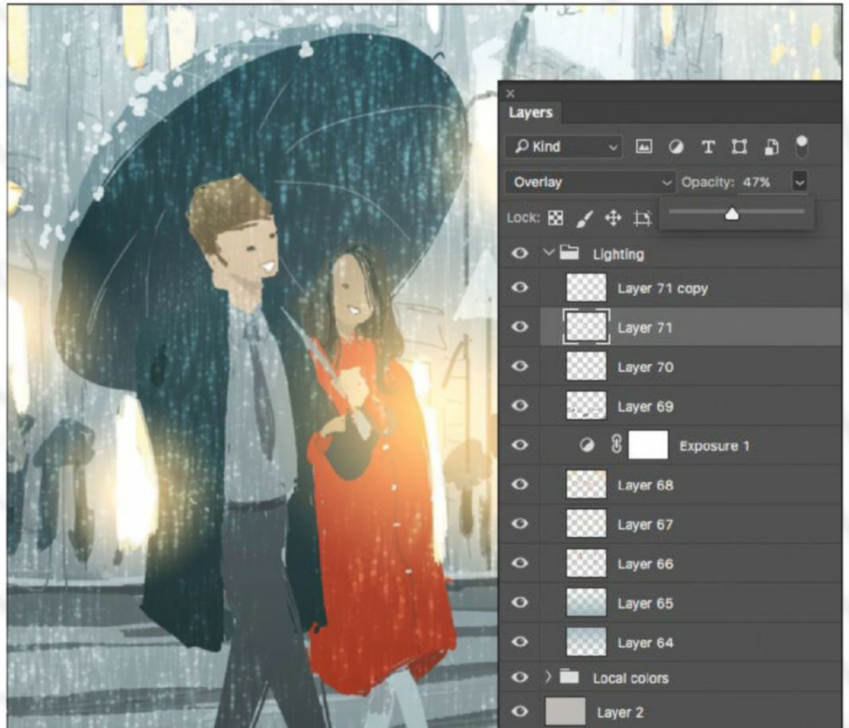 Layers
Kind
Overlay Opacity: 47%
Lock:
Lighting
Layer 71 copy
Layer 71
Layer 70
Layer 69
Exposure 1
Layer 68
Layer 67
Layer 66
Layer 65
Layer 64
Local colors
Layer 2